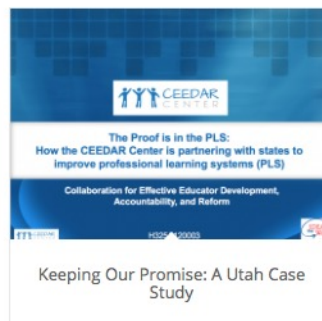 CEEDAR
CENTER
The Proof is in the PLS:
How the CEEDAR Center is partnering with states to
improve professional learning systems (PLS)
Collaboration for Effective Educator Development,
Accountability, and Reform
CEEDAR
Keeping Our Promise: A Utah Case
Study